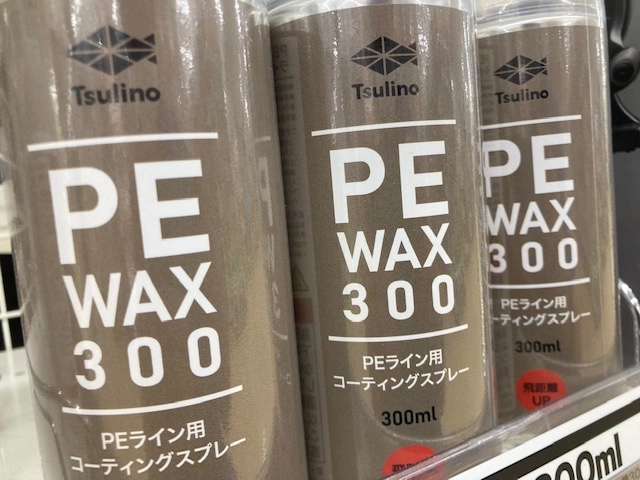 Tsulino
PE
WAX
300
PEライン用
コーティングスプレー
Tsulino
PE
WAX
300
PEライン用
コーティングスプレー
300ml
Tsulino
PE
WAX
300
PEライン用
ーティングスプレー
300ml
飛距離
UP
00ml